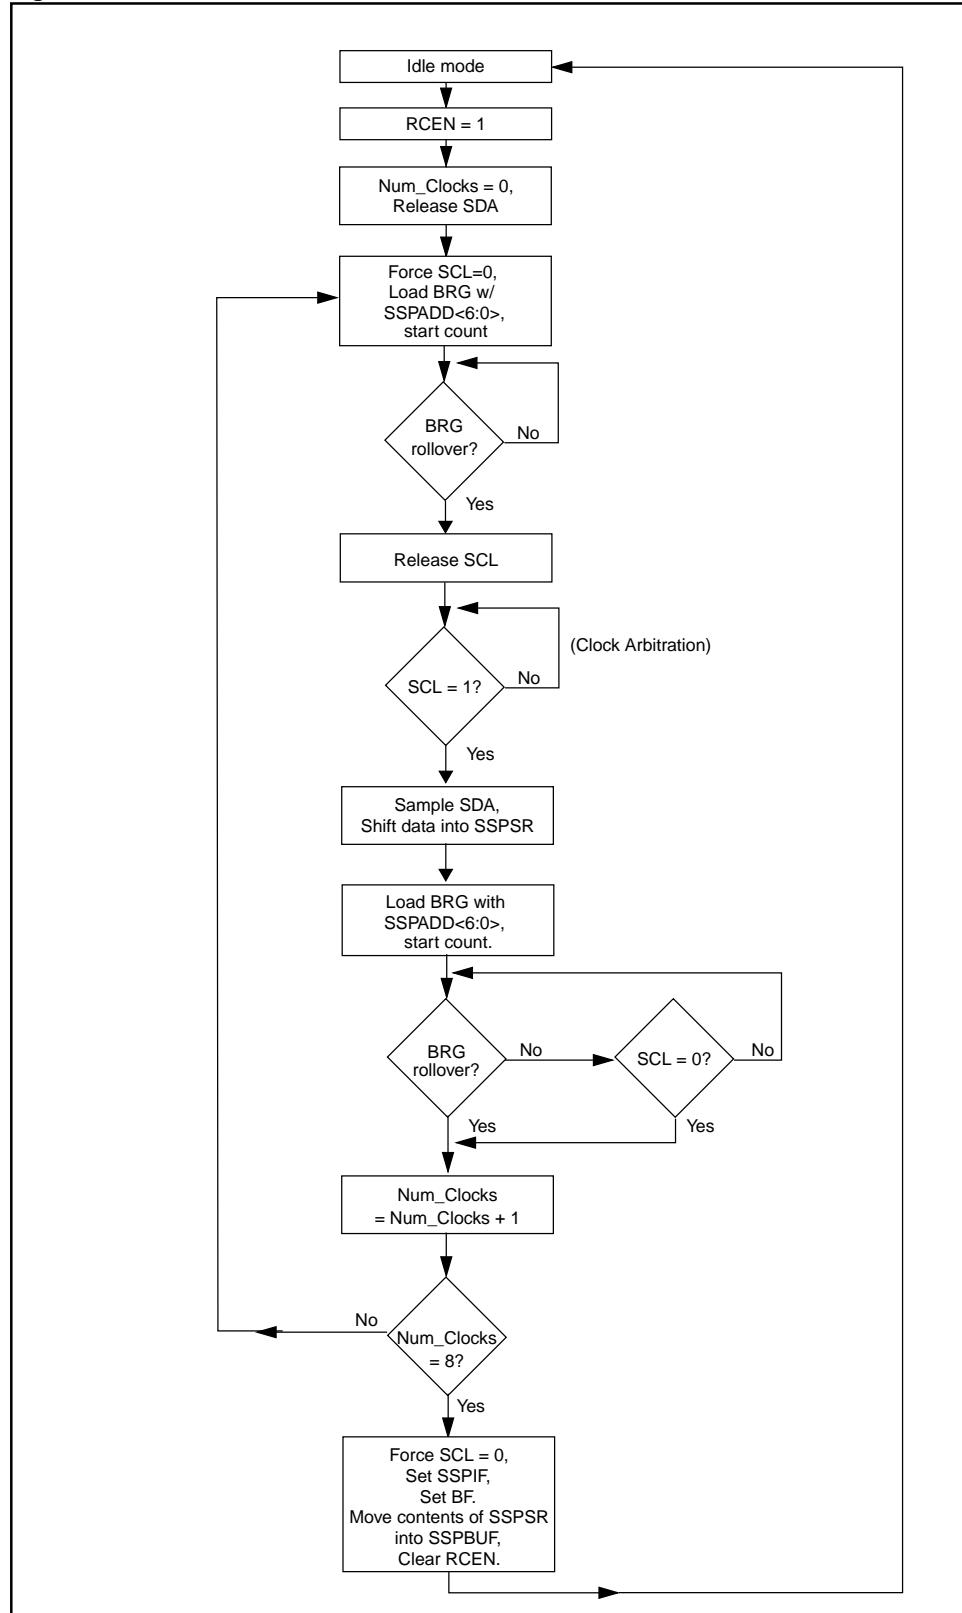 Idle mode
RCEN = 1
Num_Clocks = 0,
Release SDA
Force SCL=0,
Load BRG w/
SSPADD<6:0>,
start count
BRG
rollover?
No
Yes
Release SCL
(Clock Arbitration)
SCL = 1?
No
Yes
Sample SDA,
Shift data into SSPSR
Load BRG with
SSPADD<6:0>,
start count.
BRG
rollover?
No
SCL = 0?
No
Yes
Yes
Num_Clocks
= Num_Clocks + 1
No
Num_Clocks
= 8?
Yes
Force SCL = 0,
Set SSPIF,
Set BF.
Move contents of SSPSR
into SSPBUF,
Clear RCEN.